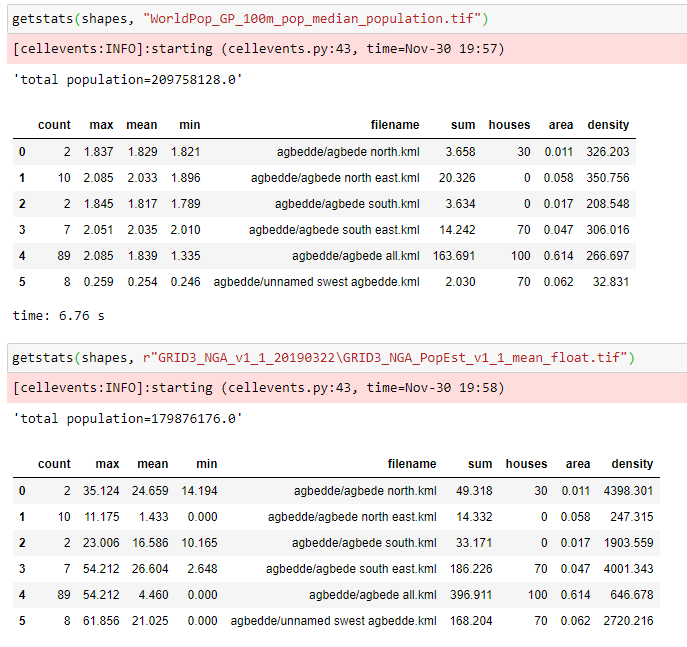 getstats(shapes, "WorldPop_GP_100m_pop_median_population.tif")
[cellevents:INFO]:starting (cellevents.py:43, time=Nov-30 19:57)
'total population=209758128.0'
count max mean min filename sum houses area density
0 2 1.837 1.829 1.821 agbedde/agbede north.kml 3.658 30 0.011 326.203
1 10 2.085 2.033 1.896 agbedde/agbede north east.kml 20.326 0 0.058 350.756
2 2 1.845 1.817 1.789 agbedde/agbede south.kml 3.634 0 0.017 208.548
3 7 2.051 2.035 2.010 agbedde/agbede south east.kml 14.242 70 0.047 306.016
4 89 2.085 1.839 1.335 agbedde/agbede all.kml 163.691 100 0.614 266.697
5 8 0.259 0.254 0.246 agbedde/unnamed swest agbedde.kml 2.030 70 0.062 32.831
time: 6.76 s
getstats(shapes, r"GRID3_NGA_v1_1_20190322\GRID3_NGA_PopEst_v1_1_mean_float.tif")
[cellevents:INFO]:starting (cellevents.py:43, time=Nov-30 19:58)
'total population=179876176.0'
count max mean min filename sum houses area density
0 2 35.124 24.659 14.194 agbedde/agbede north.kml 49.318 30 0.011 4398.301
1 10 11.175 1.433 0.000 agbedde/agbede north east.kml 14.332 0 0.058 247.315
2 2 23.006 16.586 10.165 agbedde/agbede south.kml 33.171 0 0.017 1903.559
3 7 54.212 26.604 2.648 agbedde/agbede south east.kml 186.226 70 0.047 4001.343
4 89 54.212 4.460 0.000 agbedde/agbede all.kml 396.911 100 0.614 646.678
5 8 61.856 21.025 0.000 agbedde/unnamed swest agbedde.kml 168.204 70 0.062 2720.216